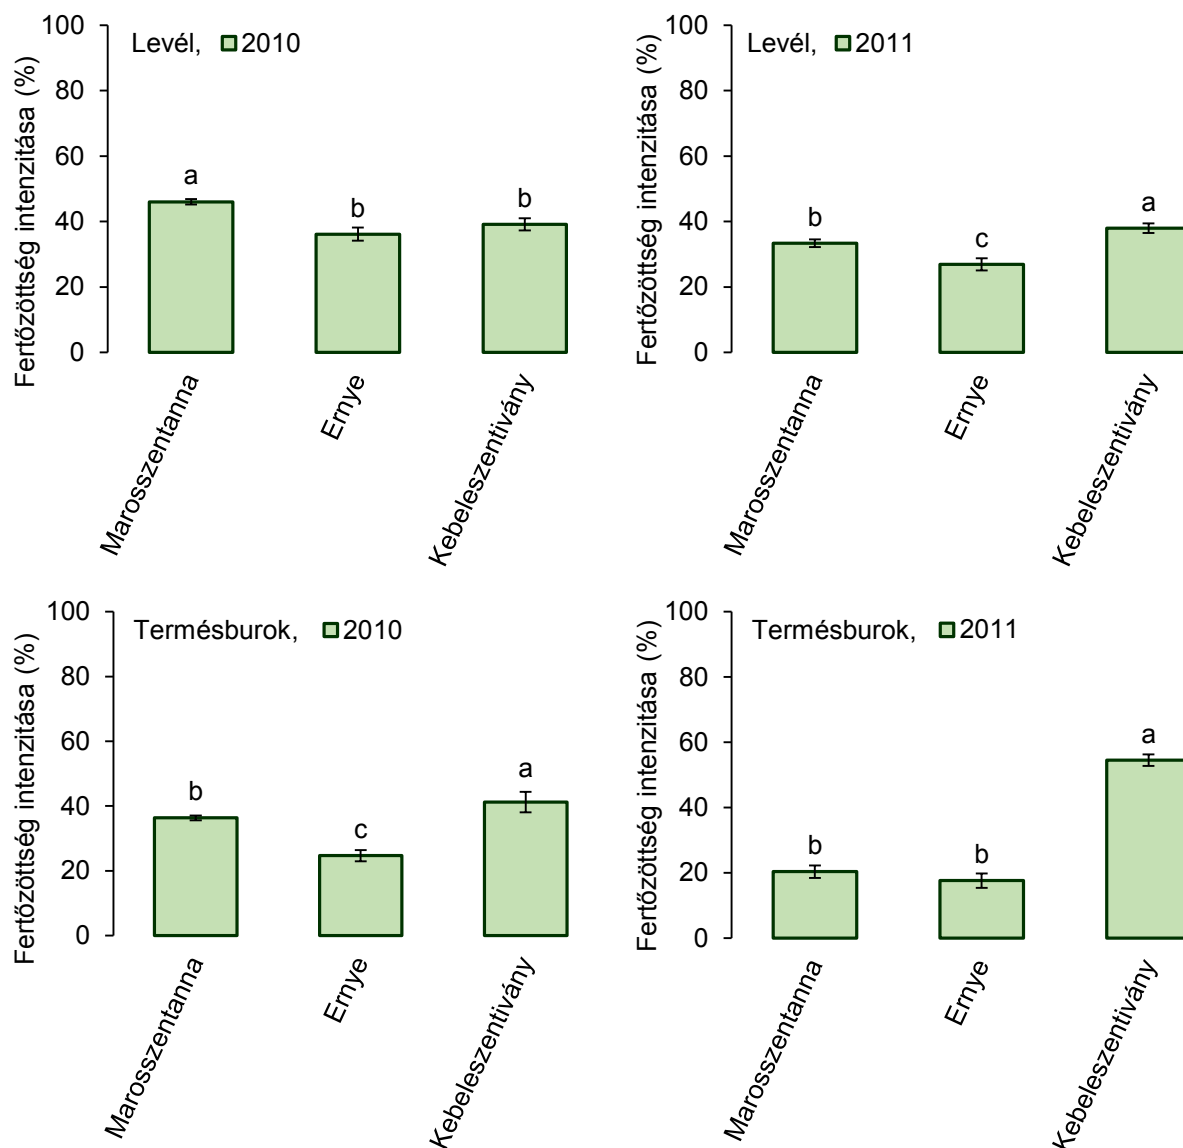 Fertőzöttség intenzitása (%)
100
80
60
40
20
0
Levél, 2010
a
b
b
Marosszentanna
Ernye
Kebeleszentivány
Fertőzöttség intenzitása (%)
100
80
60
40
20
0
Levél, 2011
b
c
a
Marosszentanna
Ernye
Kebeleszentivány
Fertőzöttség intenzitása (%)
100
80
60
40
20
0
Termésburok, 2010
b
c
a
Marosszentanna
Ernye
Kebeleszentivány
Fertőzöttség intenzitása (%)
100
80
60
40
20
0
Termésburok, 2011
b
b
a
Marosszentanna
Ernye
Kebeleszentivány